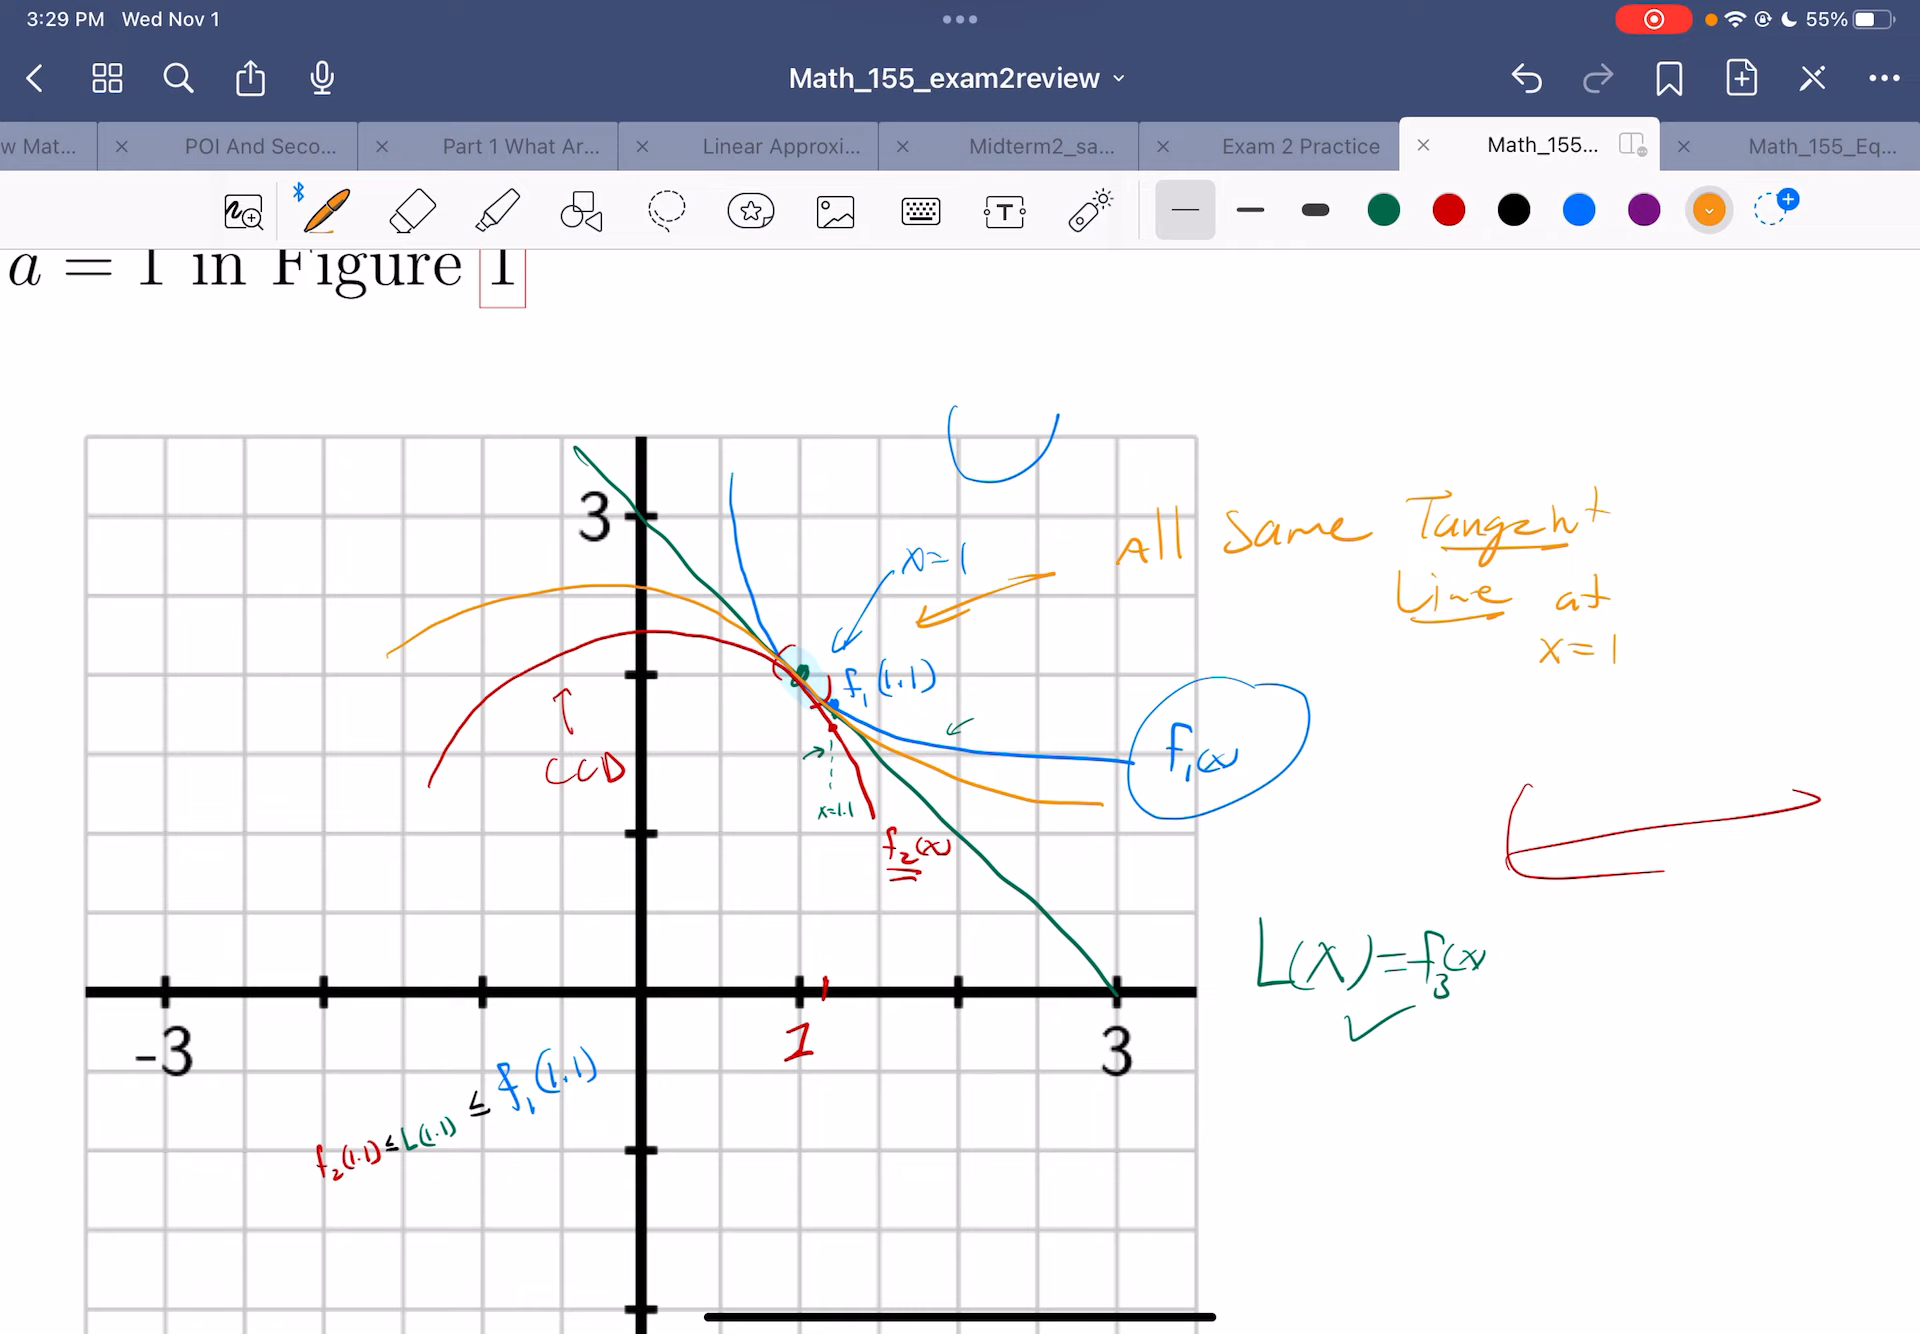 3:29 PM Wed Nov 1
55%
Math_155_exam2review
w Mat...
POI And Seco...
Part 1 What Ar...
Linear Approxi...
Midterm2_sa...
Exam 2 Practice
Math_155...
Math_155_Eq...
a = 1 in Figure 1
3
x=1
All Same Tangent
Line at
x=1
f₁(1.1)
f₁(x)
CCD
x=1.1
f₂(x)
L(x)=f₃(x)
-3
1
3
f₂(1.1)≤L(1.1) ≤ f₁(1.1)